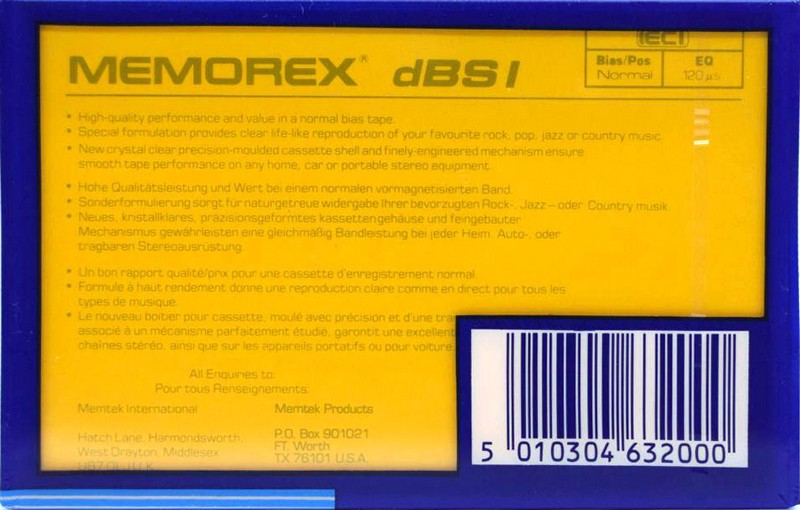 IECI
MEMOREX® dBS I
Bias/Pos EQ
Normal 120 µs
• High-quality performance and value in a normal bias tape.
• Special formulation provides clear life-like reproduction of your favourite rock, pop, jazz or country music.
• New crystal clear precision-moulded cassette shell and finely-engineered mechanism ensure
smooth tape performance on any home, car or portable stereo equipment.
• Hohe Qualitätsleistung und Wert bei einem normalen vormagnetisierten Band.
• Sonderformulierung sorgt für naturgetreue widergabe Ihrer bevorzugten Rock-, Jazz – oder Country musik.
• Neues, kristallklares, präzisionsgeformtes kassettengehäuse und feingebauter
Mechanismus gewährleisten eine gleichmäßig Bandleistung bei jeder Heim, Auto-, oder
tragbaren Stereoausrüstung.
• Un bon rapport qualité/prix pour une cassette d'enregistrement normal.
• Formule à haut rendement donne une reproduction claire comme en direct pour tous les
types de musique.
• Le nouveau boitier pour cassette, moulé avec précision et d'une
associé à un mécanisme parfaitement étudie, garantit une excellent
chaînes stéréo, ainsi que sur les appareils portatifs ou pour voiture.
All Enquiries to:
Pour tous Renseignements:
Memtek International Memtek Products
Hatch Lane, Harmondsworth, P.O. Box 901021
West Drayton, Middlesex FT. Worth
UB7 0LJ U.K. TX 76101 U.S.A.
5 010304 632000